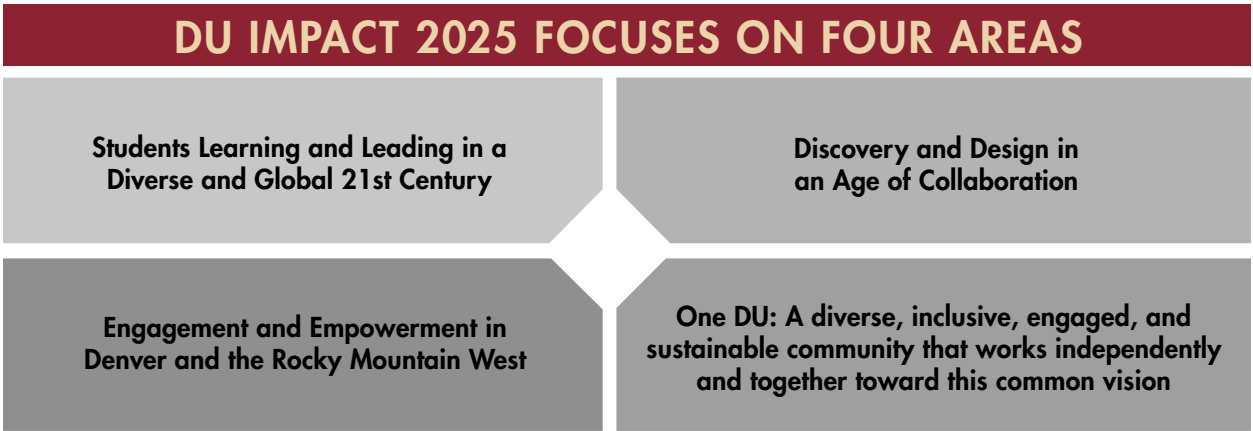 DU IMPACT 2025 FOCUSES ON FOUR AREAS
Students Learning and Leading in a
Diverse and Global 21st Century
Discovery and Design in
an Age of Collaboration
Engagement and Empowerment in
Denver and the Rocky Mountain West
One DU: A diverse, inclusive, engaged, and
sustainable community that works independently
and together toward this common vision